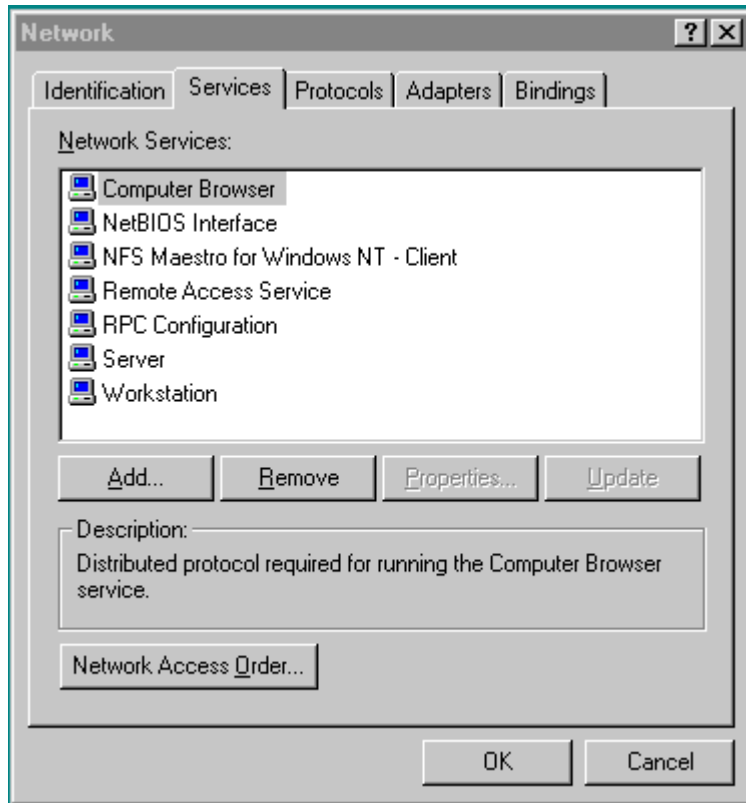 Network
Identification Services Protocols Adapters Bindings
Network Services:
Computer Browser
NetBIOS Interface
NFS Maestro for Windows NT - Client
Remote Access Service
RPC Configuration
Server
Workstation
Add... Remove Properties... Update
Description:
Distributed protocol required for running the Computer Browser
service.
Network Access Order...
OK Cancel